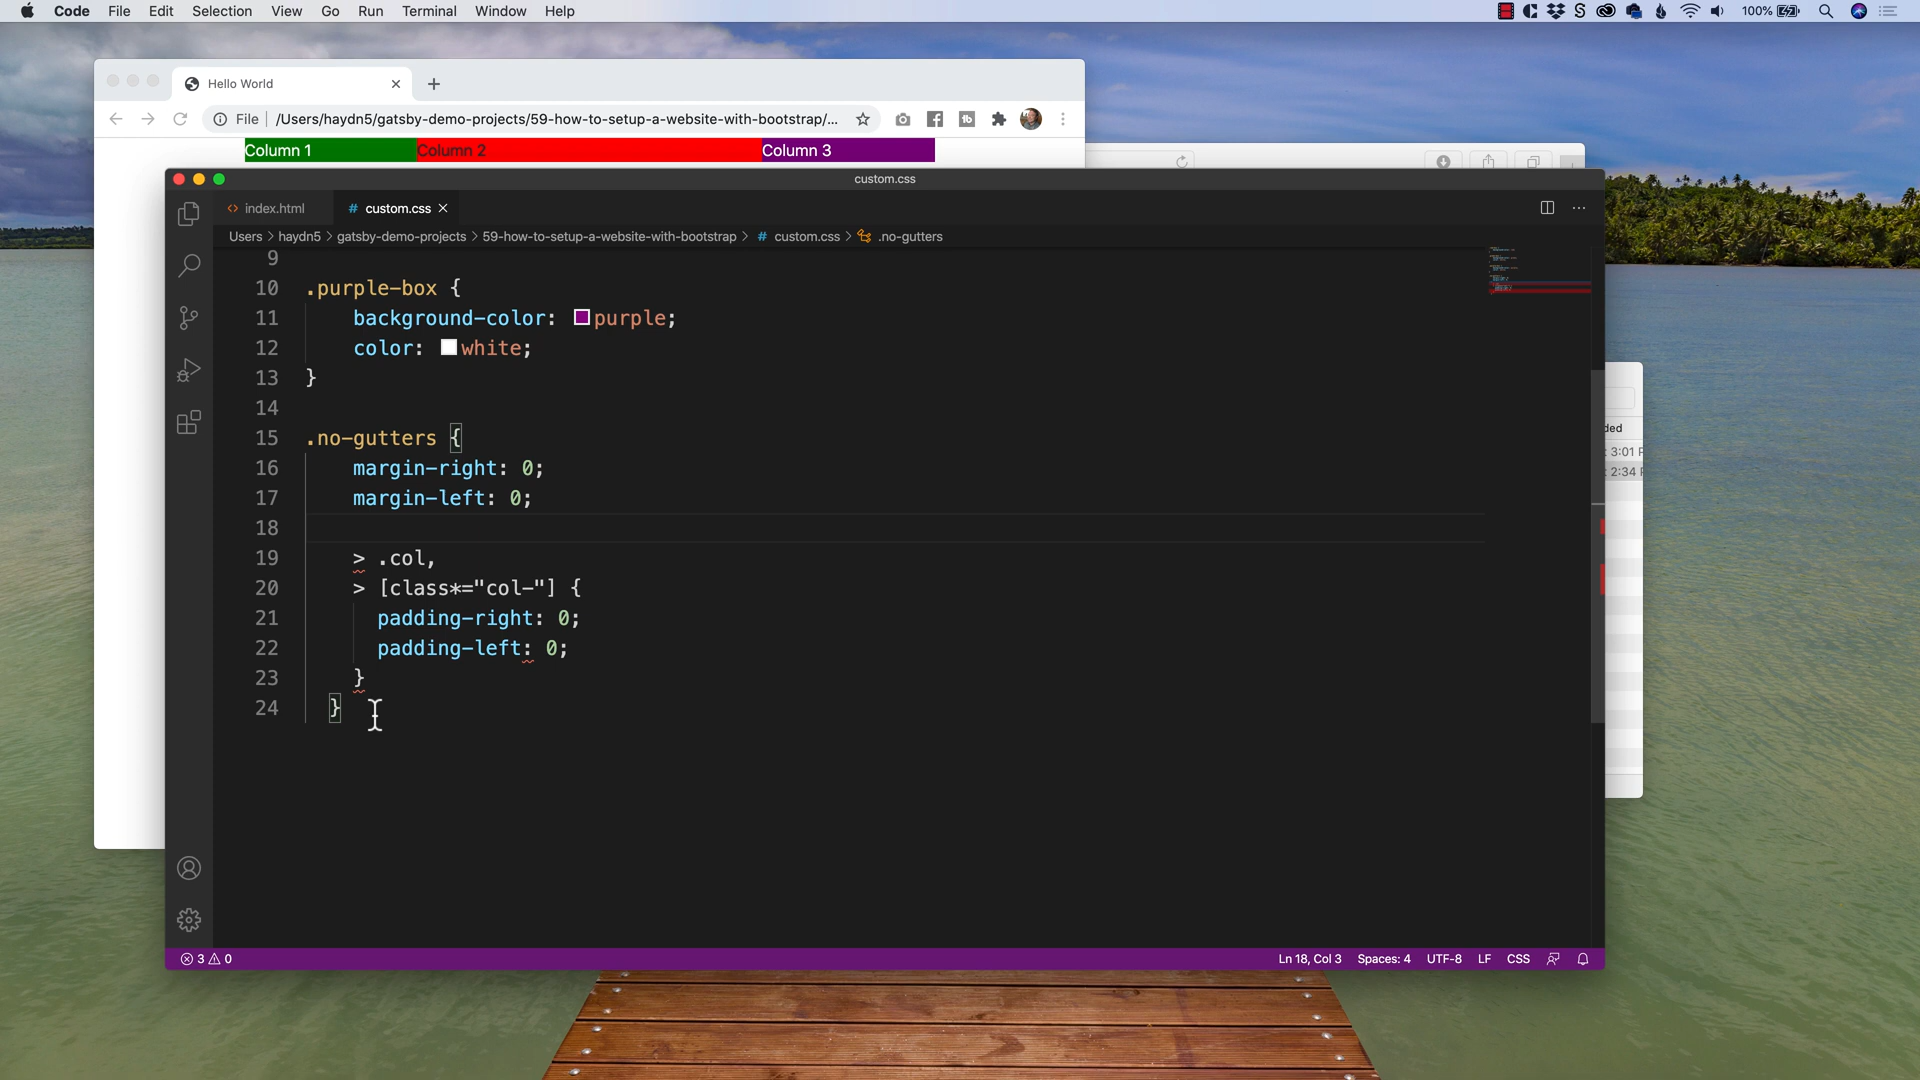 Code File Edit Selection View Go Run Terminal Window Help
100%
Hello World
File /Users/haydn5/gatsby-demo-projects/59-how-to-setup-a-website-with-bootstrap/...
Column 1 Column 2 Column 3
custom.css
<> index.html # custom.css
Users > haydn5 > gatsby-demo-projects > 59-how-to-setup-a-website-with-bootstrap > # custom.css > .no-gutters
9
10 .purple-box {
11 background-color: purple;
12 color: white;
13 }
14
15 .no-gutters {
16 margin-right: 0;
17 margin-left: 0;
18
19 > .col,
20 > [class*="col-"] {
21 padding-right: 0;
22 padding-left: 0;
23 }
24 }
ded
3:01
2:34
3 0
Ln 18, Col 3 Spaces: 4 UTF-8 LF CSS